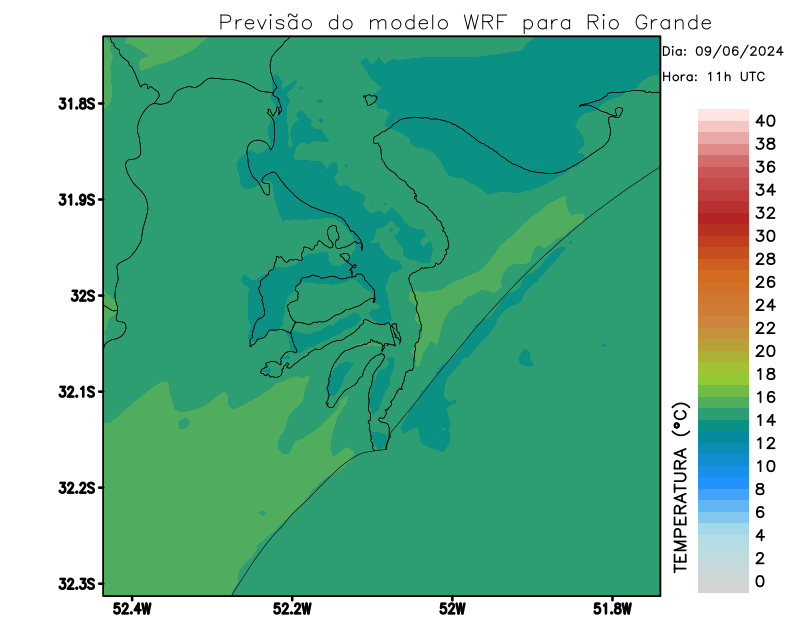 Previsão do modelo WRF para Rio Grande
Dia: 09/06/2024
Hora: 11h UTC
31.8S
31.9S
32S
32.1S
32.2S
32.3S
52.4W
52.2W
52W
51.8W
TEMPERATURA (°C)
40
38
36
34
32
30
28
26
24
22
20
18
16
14
12
10
8
6
4
2
0